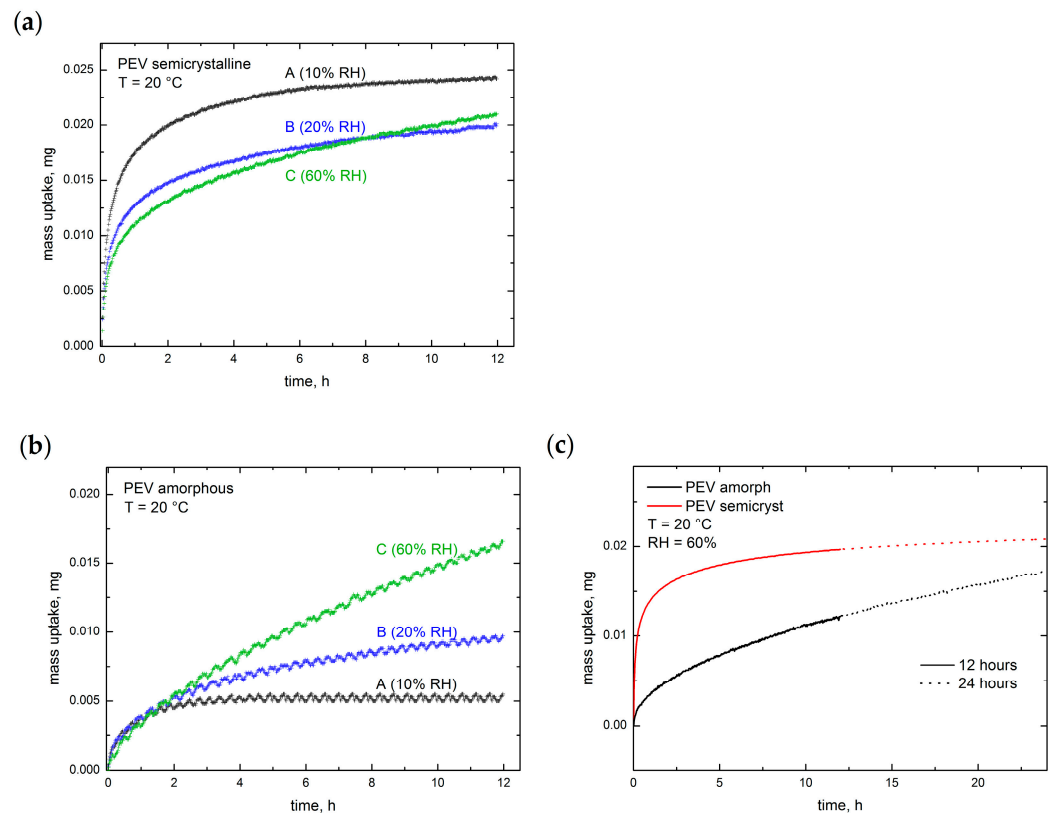 (a)
PEV semicrystalline
T = 20 °C
A (10% RH)
B (20% RH)
C (60% RH)
0.025
0.020
0.015
0.010
0.005
0.000
mass uptake, mg
0 2 4 6 8 10 12
time, h
(b)
PEV amorphous
T = 20 °C
C (60% RH)
B (20% RH)
A (10% RH)
0.020
0.015
0.010
0.005
0.000
mass uptake, mg
0 2 4 6 8 10 12
time, h
(c)
PEV amorph
PEV semicryst
T = 20 °C
RH = 60%
12 hours
24 hours
0.02
0.01
0.00
mass uptake, mg
0 5 10 15 20
time, h